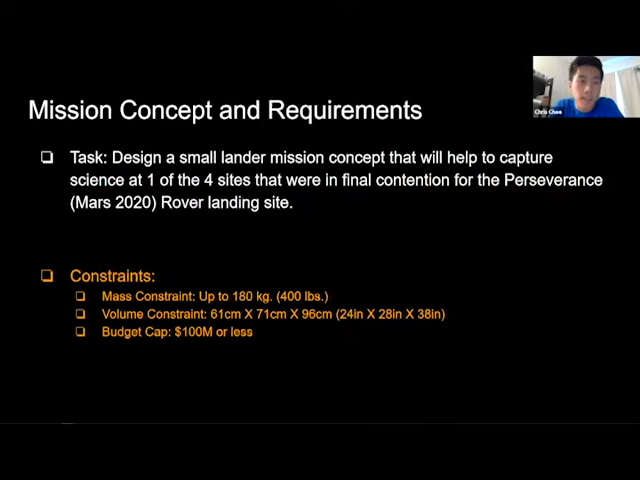 Chris Chee
Mission Concept and Requirements
❏ Task: Design a small lander mission concept that will help to capture
science at 1 of the 4 sites that were in final contention for the Perseverance
(Mars 2020) Rover landing site.
❏ Constraints:
❏ Mass Constraint: Up to 180 kg. (400 lbs.)
❏ Volume Constraint: 61cm X 71cm X 96cm (24in X 28in X 38in)
❏ Budget Cap: $100M or less